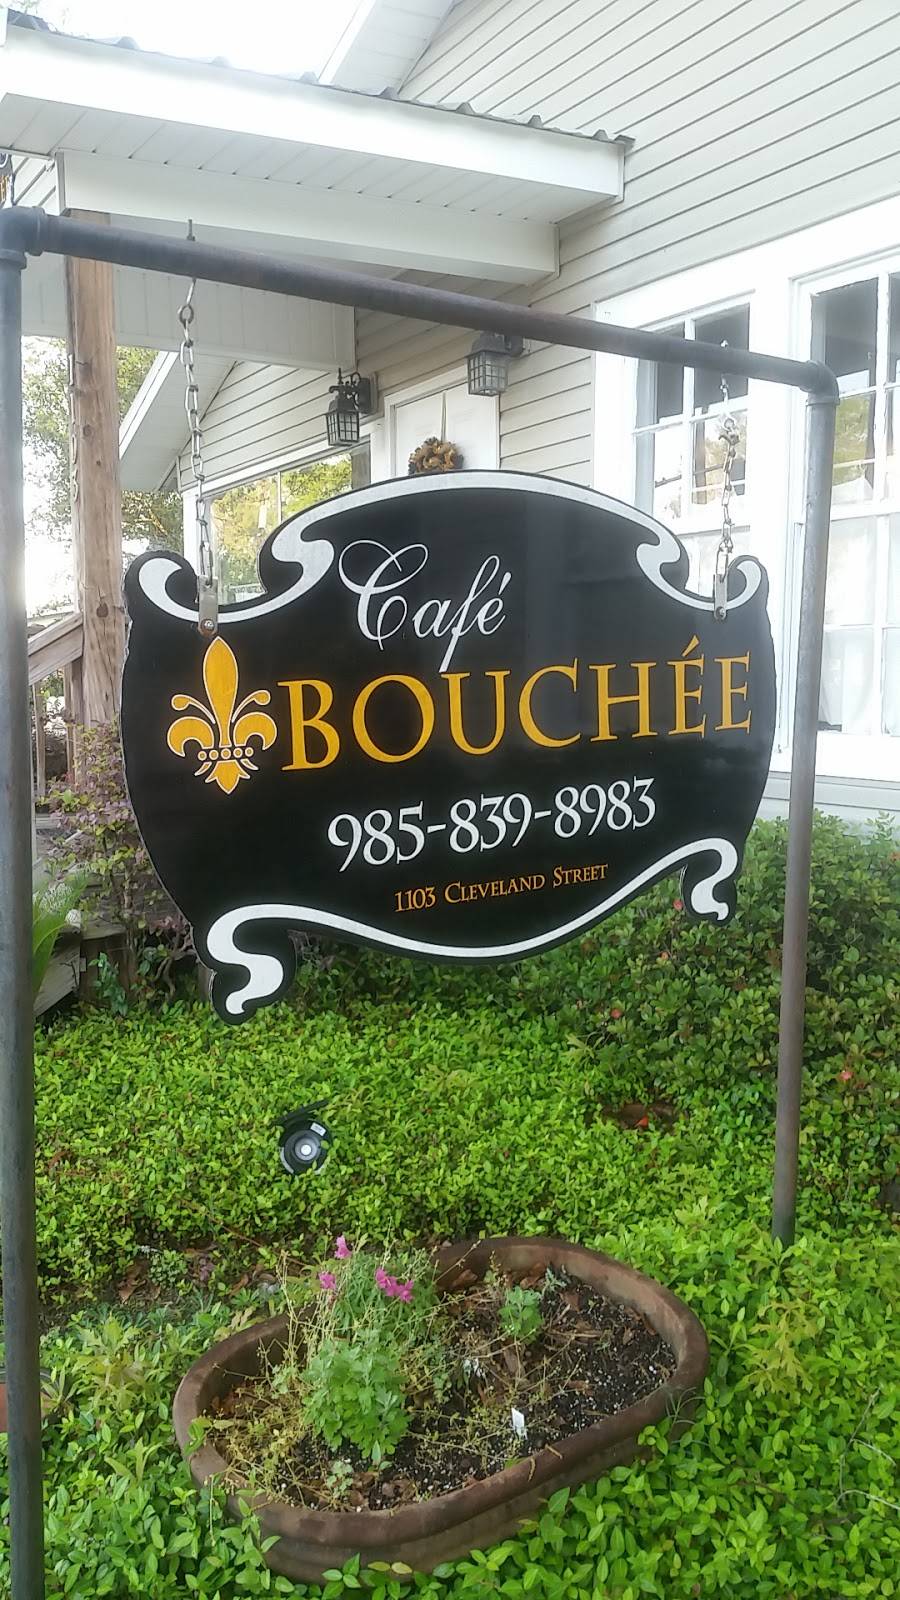 Café
BOUCHÉE
985-839-8983
1103 Cleveland Street